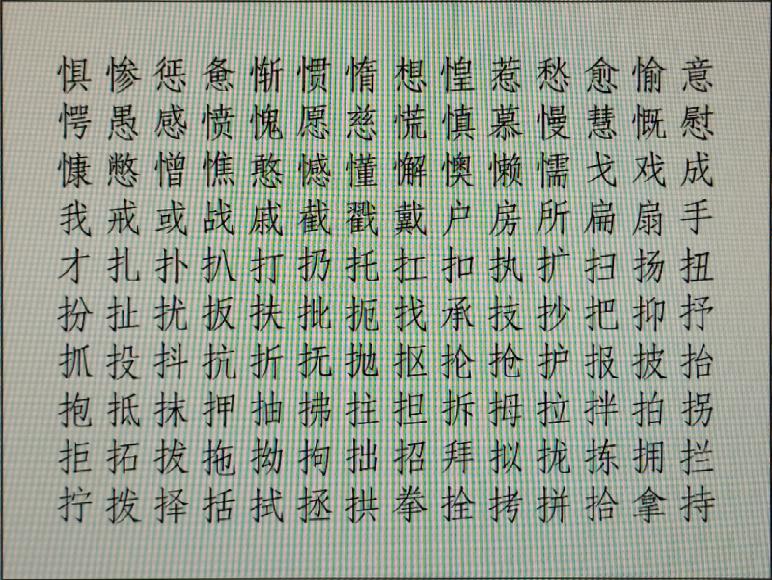 惧惨惩惫惭惯惰想惶惹愁愈愉意
愕愚感愤愧愿慈慌慎慕慢慧慨慰
慷憋憎憔憨憾懂懈懊懒懦戈戏成
我戒或战戚截戳戴户房所扁扇手
才扎扑扒打扔托扛扣执扩扫扬扭
扮扯扰扳扶批扼找承技抄把抑抒
抓投抖抗折抚抛抠抡抢护报披抬
抱抵抹押抽拂拄担拆拇拉拌拍拐
拒拓拔拖拗拘拙招拜拟拢拣拥拦
拧拨择括拭拯拱拳拴拷拼拾拿持